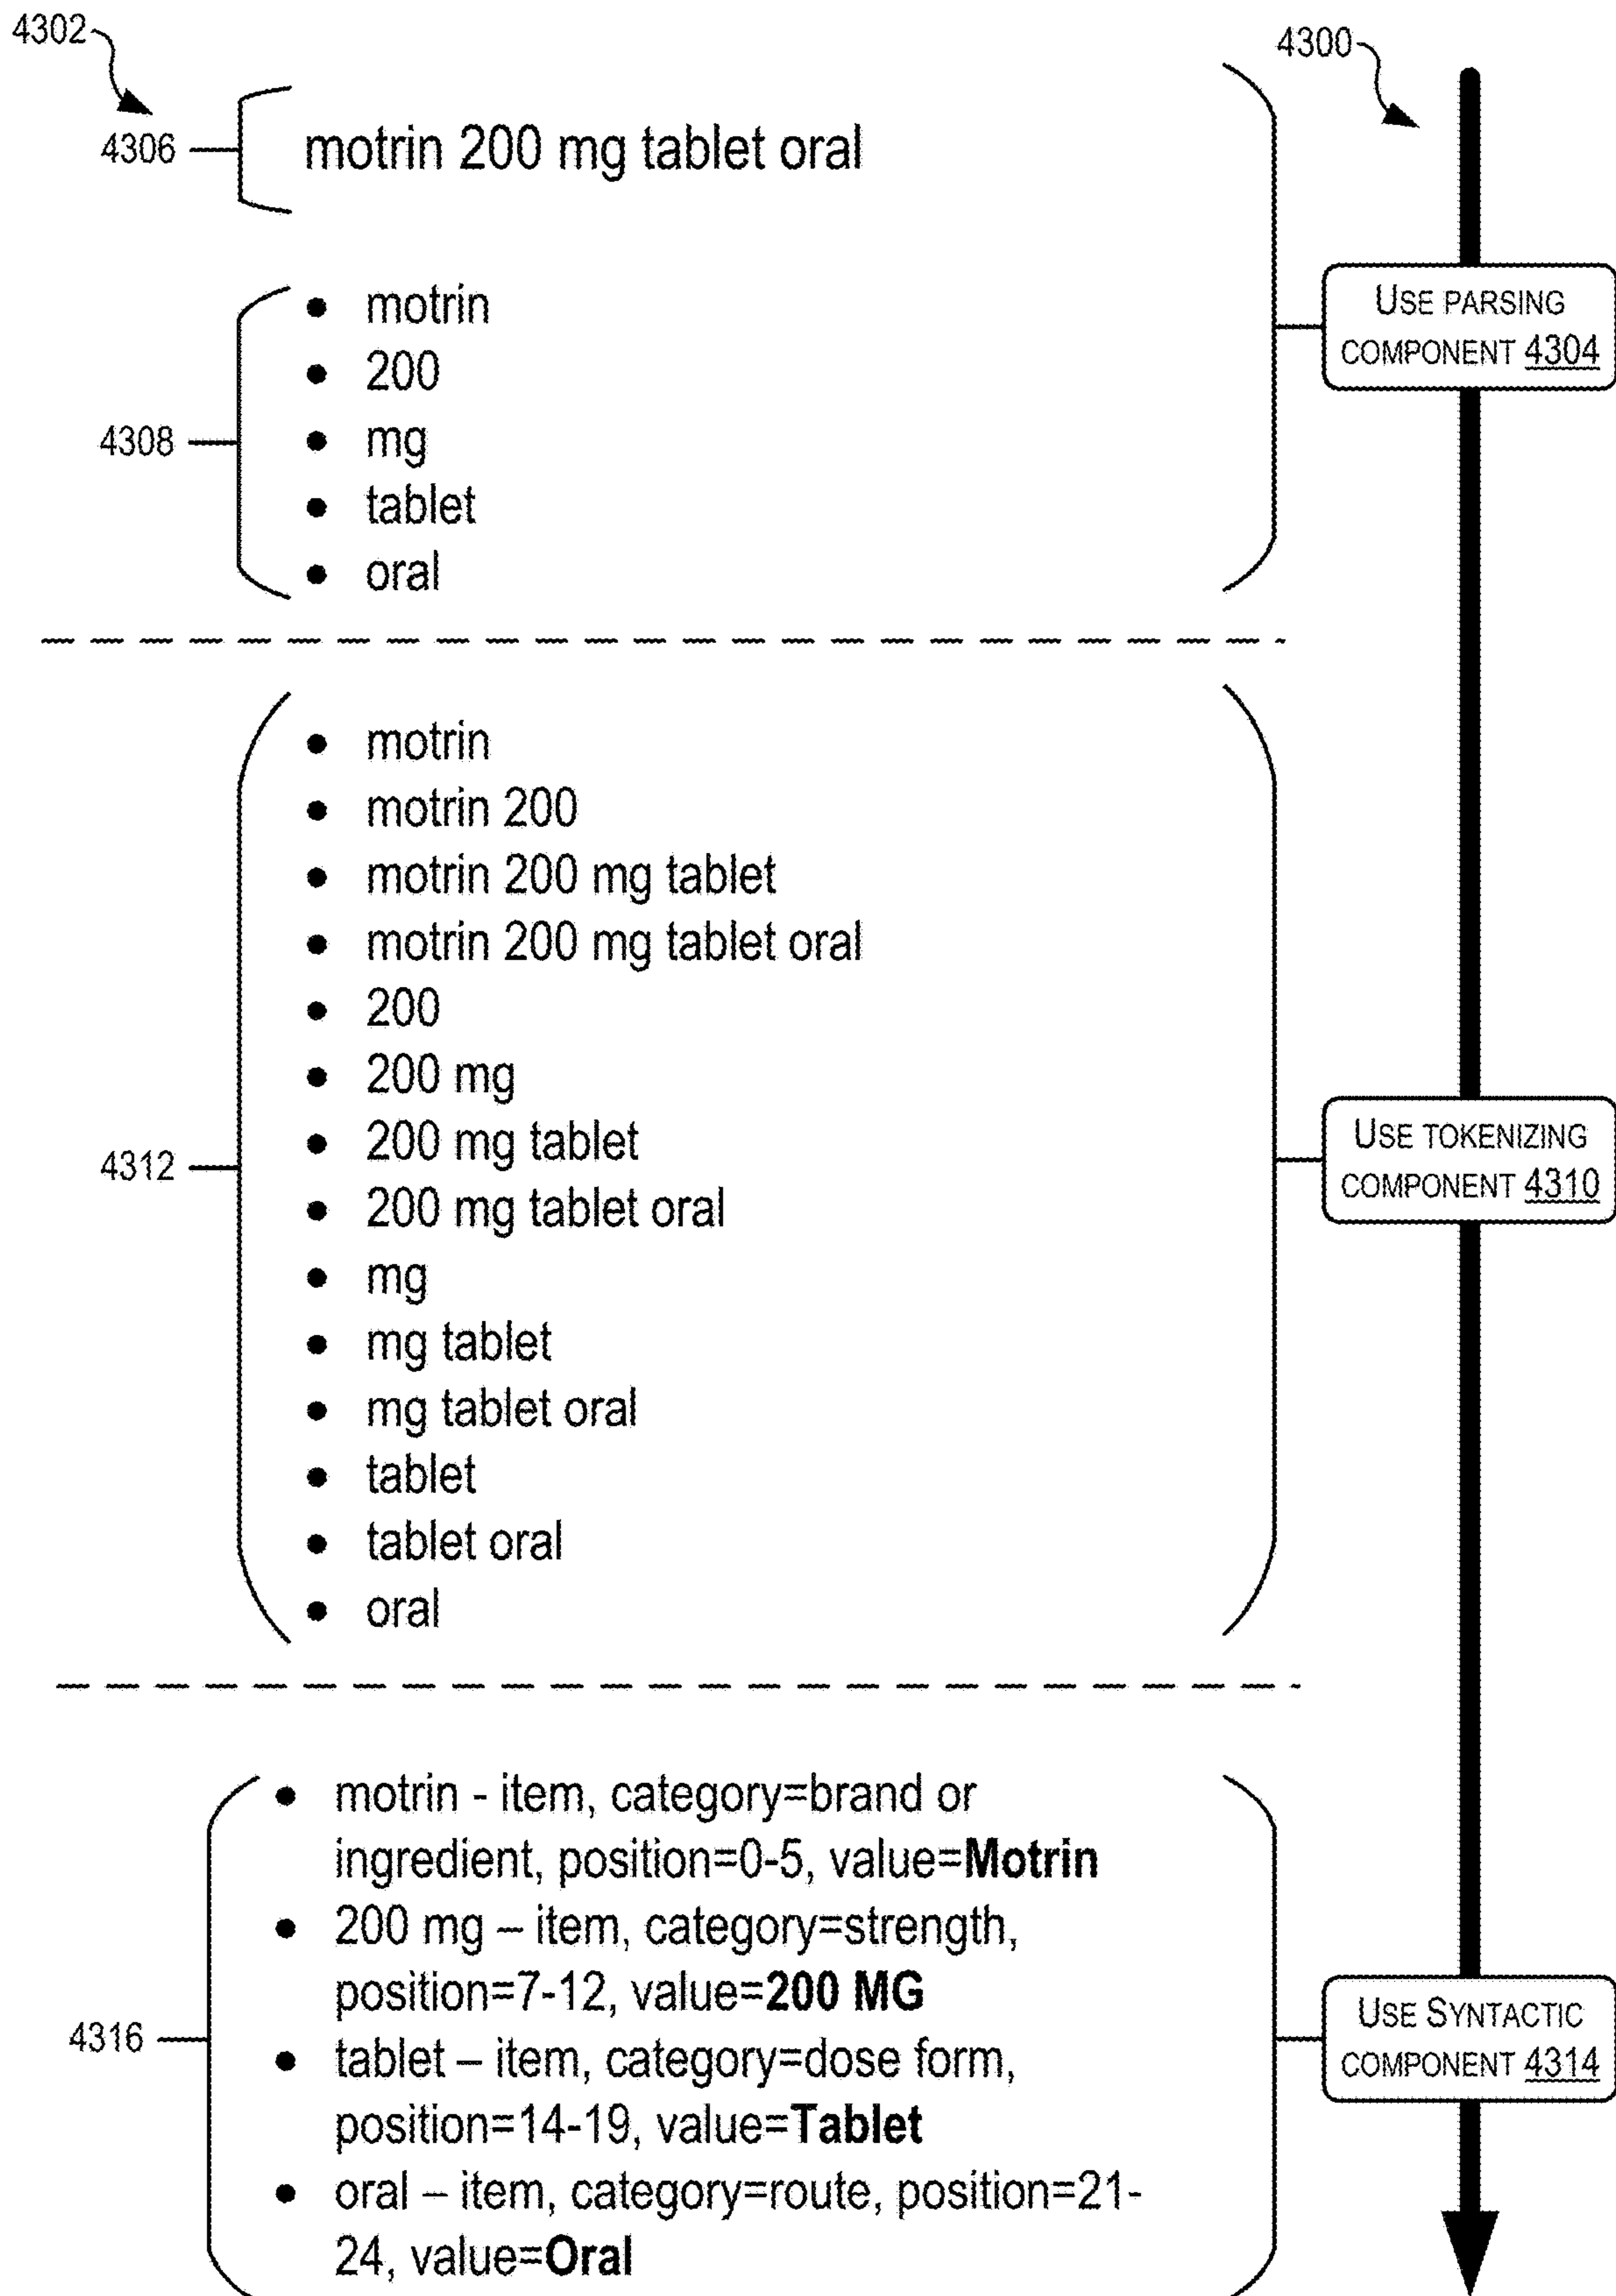 4302
4300
4306
motrin 200 mg tablet oral
• motrin
• 200
• mg
• tablet
• oral
4308
USE PARSING
COMPONENT 4304
• motrin
• motrin 200
• motrin 200 mg tablet
• motrin 200 mg tablet oral
• 200
• 200 mg
• 200 mg tablet
• 200 mg tablet oral
• mg
• mg tablet
• mg tablet oral
• tablet
• tablet oral
• oral
4312
USE TOKENIZING
COMPONENT 4310
• motrin - item, category=brand or
ingredient, position=0-5, value=Motrin
• 200 mg – item, category=strength,
position=7-12, value=200 MG
• tablet – item, category=dose form,
position=14-19, value=Tablet
• oral – item, category=route, position=21-
24, value=Oral
4316
USE SYNTACTIC
COMPONENT 4314